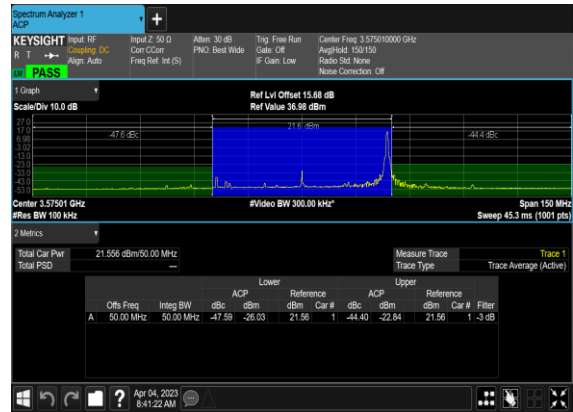 Spectrum Analyzer 1
ACP
KEYSIGHT Input: RF Input Z: 50 Ω Atten: 30 dB Trig: Free Run Center Freq: 3.575010000 GHz
R T Coupling: DC Corr CCorr PNO: Best Wide Gate: Off Avg|Hold: 150/150
Align: Auto Freq Ref: Int (S) IF Gain: Low Radio Std: None
LXI PASS Noise Correction: Off
1 Graph
Ref Lvl Offset 15.68 dB
Scale/Div 10.0 dB Ref Value 36.98 dBm
27.0
17.0
6.98
-3.02
-13.0
-23.0
-33.0
-43.0
-53.0
-47.6 dBc 21.6 dBm -44.4 dBc
Center 3.57501 GHz #Video BW 300.00 kHz* Span 150 MHz
#Res BW 100 kHz Sweep 45.3 ms (1001 pts)
2 Metrics
Total Car Pwr 21.556 dBm/50.00 MHz Measure Trace Trace 1
Total PSD --- Trace Type Trace Average (Active)
Lower Upper
ACP Reference ACP Reference
Offs Freq Integ BW dBc dBm dBm Car # dBc dBm dBm Car # Filter
A 50.00 MHz 50.00 MHz -47.59 -26.03 21.56 1 -44.40 -22.84 21.56 1 -3 dB
Apr 04, 2023
8:41:22 AM